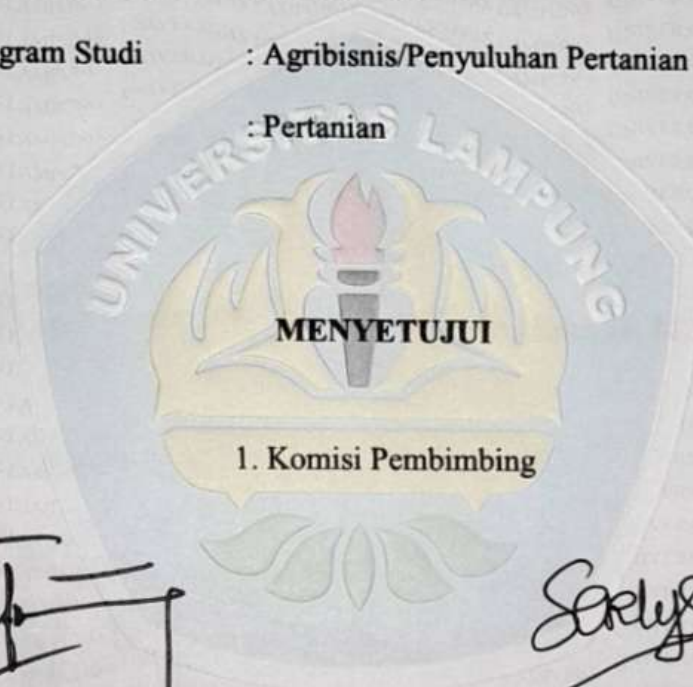 gram Studi : Agribisnis/Penyuluhan Pertanian
: Pertanian
UNIVERSITAS LAMPUNG
MENYETUJUI
1. Komisi Pembimbing